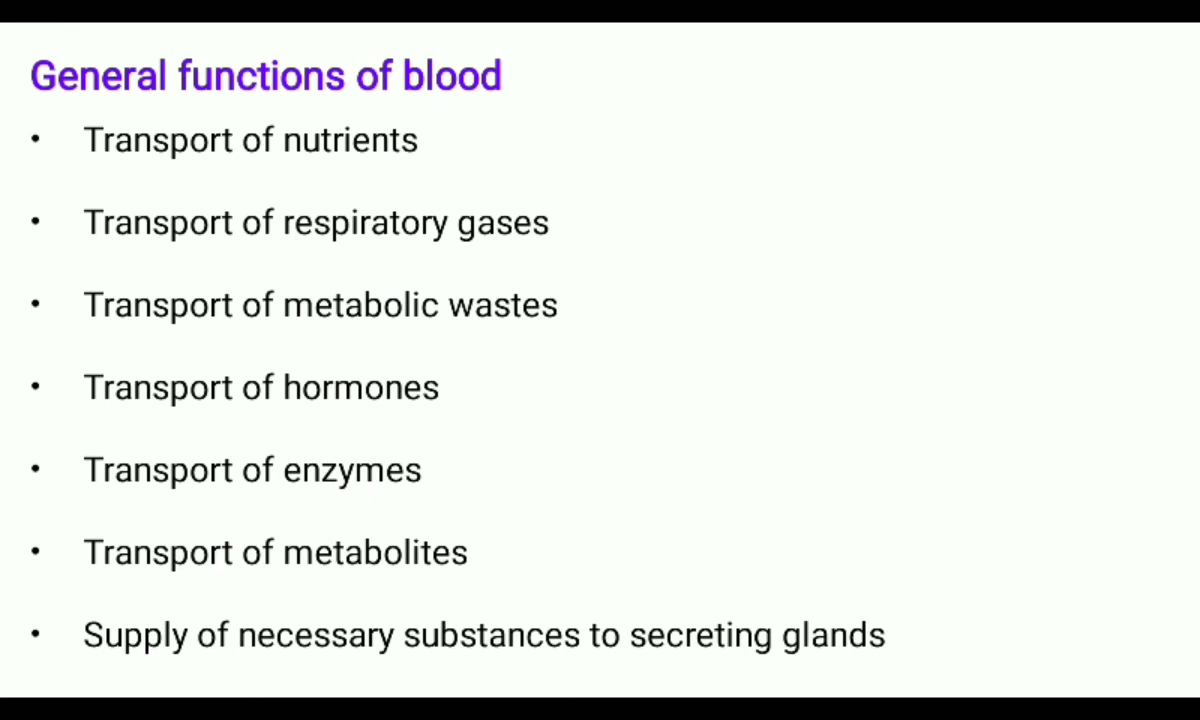 General functions of blood
• Transport of nutrients
• Transport of respiratory gases
• Transport of metabolic wastes
• Transport of hormones
• Transport of enzymes
• Transport of metabolites
• Supply of necessary substances to secreting glands